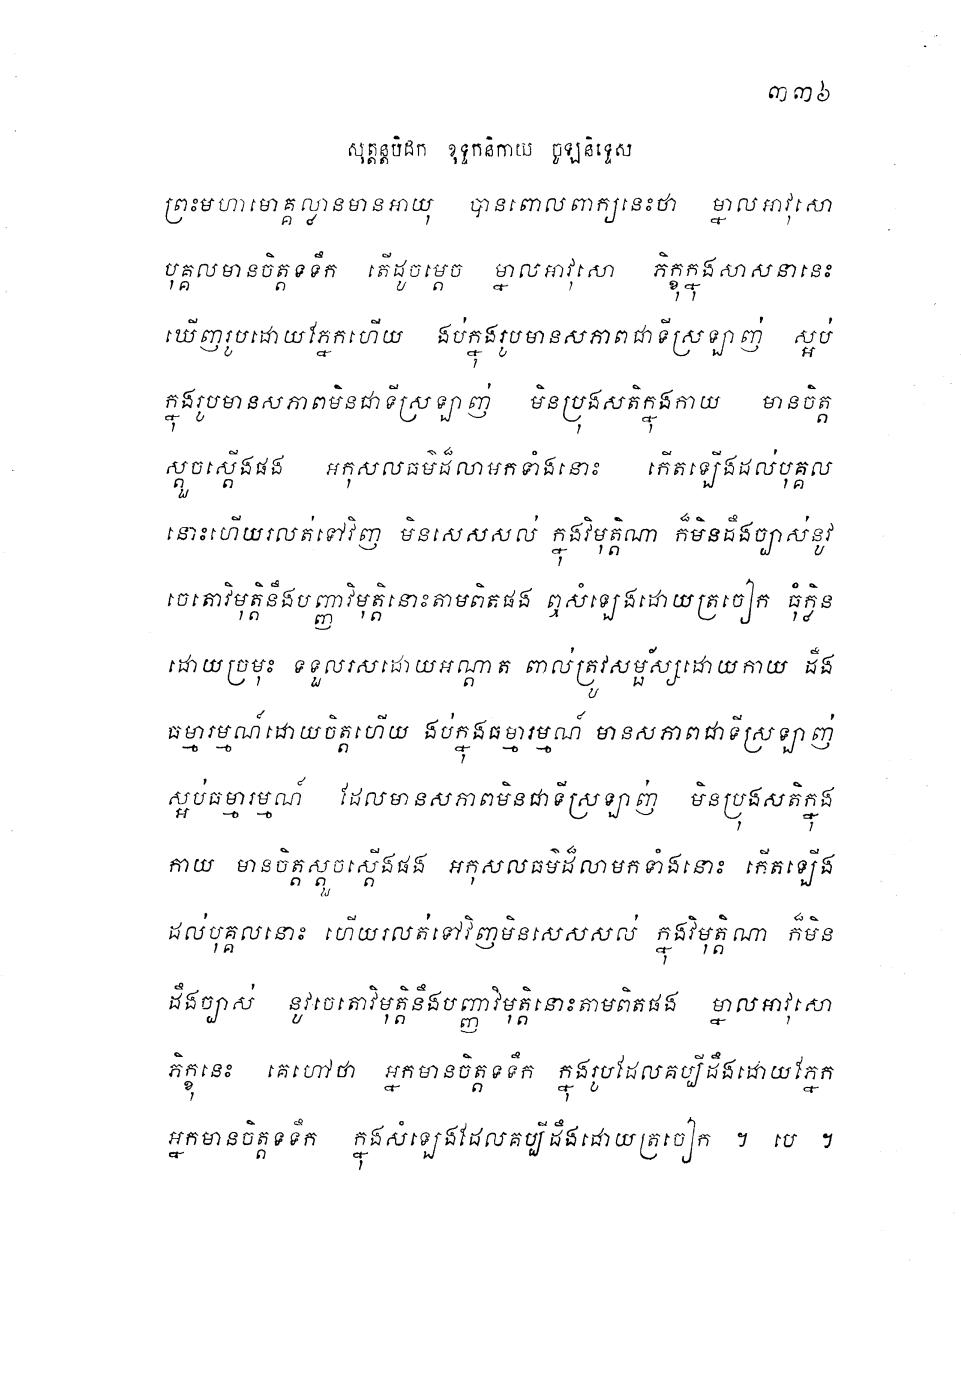 ៣៣៦
សុត្តន្តបិដក ខុទ្ទកនិកាយ ចូឡនិទ្ទេស
ព្រះមហាមោគ្គល្លានមានអាយុ បានពោលពាក្យនេះថា ម្នាលអាវុសោ
បុគ្គលមានចិត្តទទឹក តើដូចម្តេច ម្នាលអាវុសោ ភិក្ខុក្នុងសាសនានេះ
ឃើញរូបដោយភ្នែកហើយ ងប់ក្នុងរូបមានសភាពជាទីស្រឡាញ់ ស្អប់
ក្នុងរូបមានសភាពមិនជាទីស្រឡាញ់ មិនប្រុងសតិក្នុងកាយ មានចិត្ត
ស្តួចស្តើងផង អកុសលធម៌ដ៏លាមកទាំងនោះ កើតឡើងដល់បុគ្គល
នោះហើយរលត់ទៅវិញ មិនសេសសល់ ក្នុងវិមុត្តិណា ក៏មិនដឹងច្បាស់នូវ
ចេតោវិមុត្តិនឹងបញ្ញាវិមុត្តិនោះតាមពិតផង ឮសំឡេងដោយត្រចៀក ធុំក្លិន
ដោយច្រមុះ ទទួលរសដោយអណ្តាត ពាល់ត្រូវសម្ផ័ស្សដោយកាយ ដឹង
ធម្មារម្មណ៍ដោយចិត្តហើយ ងប់ក្នុងធម្មារម្មណ៍ មានសភាពជាទីស្រឡាញ់
ស្អប់ធម្មារម្មណ៍ ដែលមានសភាពមិនជាទីស្រឡាញ់ មិនប្រុងសតិក្នុង
កាយ មានចិត្តស្តួចស្តើងផង អកុសលធម៌ដ៏លាមកទាំងនោះ កើតឡើង
ដល់បុគ្គលនោះ ហើយរលត់ទៅវិញមិនសេសសល់ ក្នុងវិមុត្តិណា ក៏មិន
ដឹងច្បាស់ នូវចេតោវិមុត្តិនឹងបញ្ញាវិមុត្តិនោះតាមពិតផង ម្នាលអាវុសោ
ភិក្ខុនេះ គេហៅថា អ្នកមានចិត្តទទឹក ក្នុងរូបដែលគប្បីដឹងដោយភ្នែក
អ្នកមានចិត្តទទឹក ក្នុងសំឡេងដែលគប្បីដឹងដោយត្រចៀក ។ បេ ។